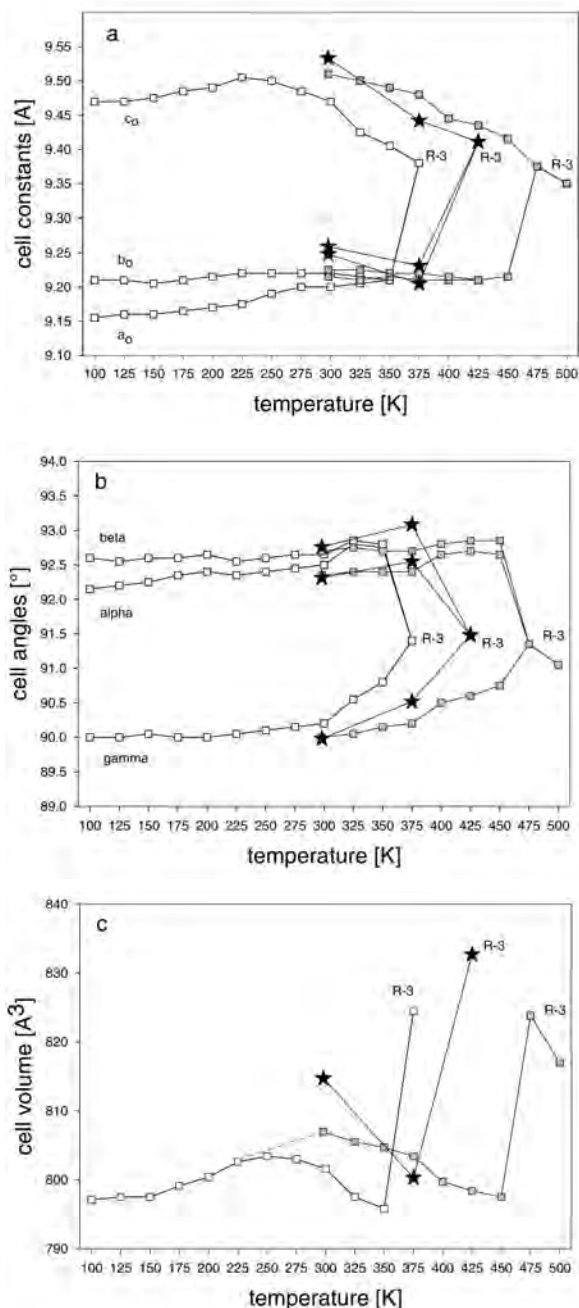 a
cell constants [A]
9.55
9.50
9.45
9.40
9.35
9.30
9.25
9.20
9.15
9.10
co
R-3
R-3
R-3
bo
ao
100 125 150 175 200 225 250 275 300 325 350 375 400 425 450 475 500
temperature [K]
b
cell angles [°]
94.0
93.5
93.0
92.5
92.0
91.5
91.0
90.5
90.0
89.5
89.0
beta
alpha
R-3
R-3
R-3
gamma
100 125 150 175 200 225 250 275 300 325 350 375 400 425 450 475 500
temperature [K]
c
cell volume [A3]
840
830
820
810
800
790
R-3
R-3
R-3
100 125 150 175 200 225 250 275 300 325 350 375 400 425 450 475 500
temperature [K]